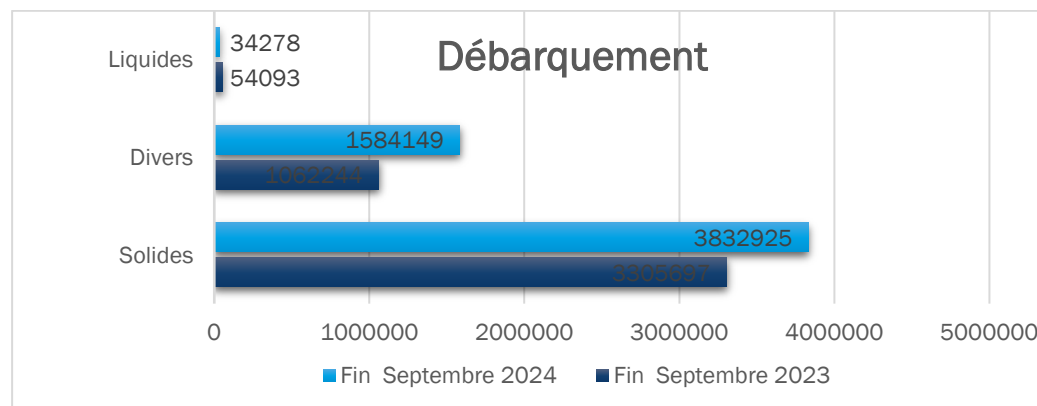 Débarquement
Liquides
34278
54093
Divers
1584149
1062244
Solides
3832925
3305697
0 1000000 2000000 3000000 4000000 5000000
Fin Septembre 2024 Fin Septembre 2023